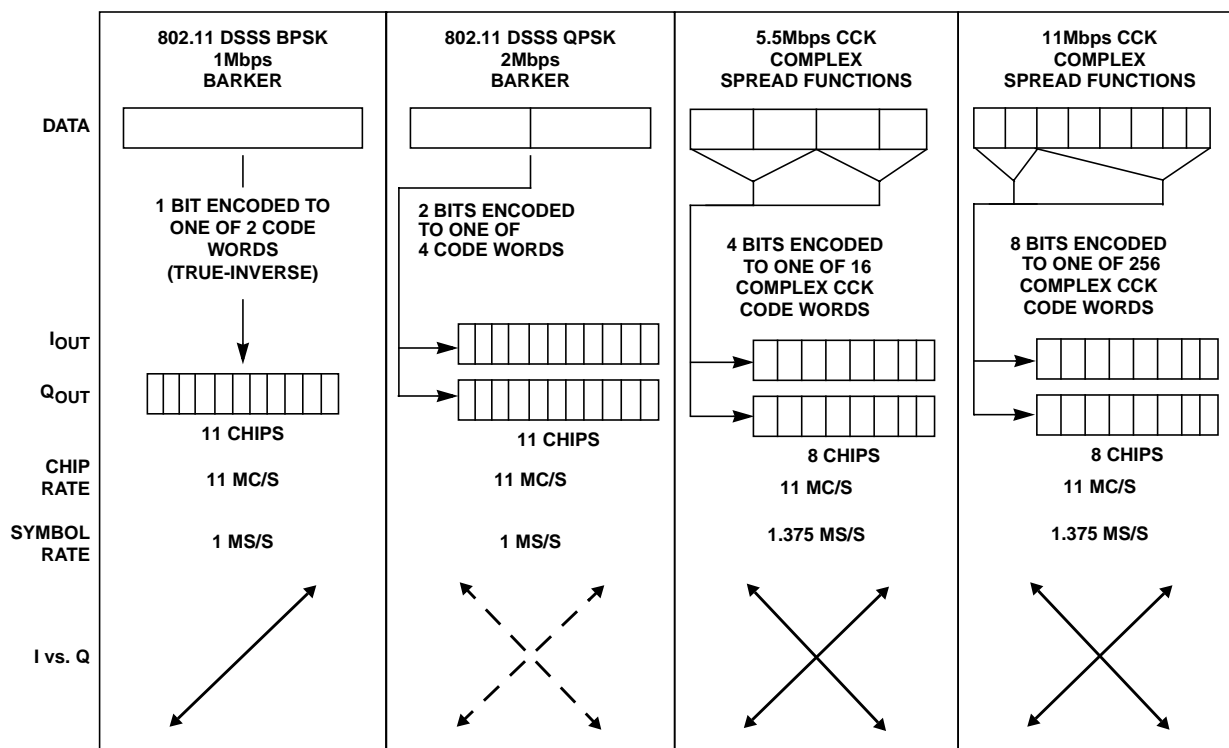 802.11 DSSS BPSK
1Mbps
BARKER
802.11 DSSS QPSK
2Mbps
BARKER
5.5Mbps CCK
COMPLEX
SPREAD FUNCTIONS
11Mbps CCK
COMPLEX
SPREAD FUNCTIONS
DATA
1 BIT ENCODED TO
ONE OF 2 CODE
WORDS
(TRUE-INVERSE)
2 BITS ENCODED
TO ONE OF
4 CODE WORDS
4 BITS ENCODED
TO ONE OF 16
COMPLEX CCK
CODE WORDS
8 BITS ENCODED
TO ONE OF 256
COMPLEX CCK
CODE WORDS
IOUT
QOUT
11 CHIPS
11 CHIPS
8 CHIPS
8 CHIPS
CHIP
RATE
11 MC/S
11 MC/S
11 MC/S
11 MC/S
SYMBOL
RATE
1 MS/S
1 MS/S
1.375 MS/S
1.375 MS/S
I vs. Q